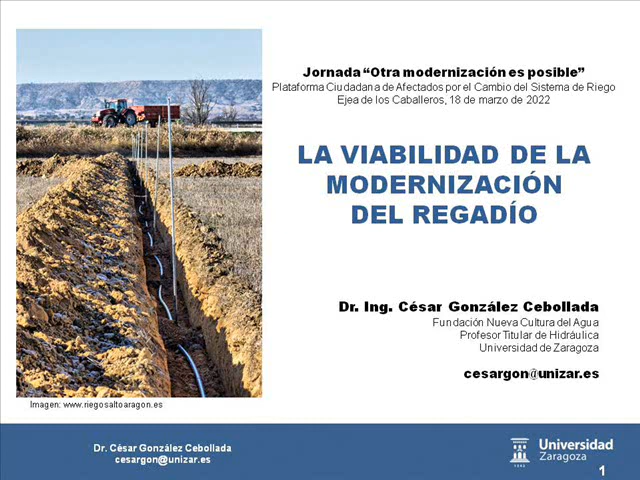 Jornada “Otra modernización es posible”
Plataforma Ciudadana de Afectados por el Cambio del Sistema de Riego
Ejea de los Caballeros, 18 de marzo de 2022
LA VIABILIDAD DE LA
MODERNIZACIÓN
DEL REGADÍO
Dr. Ing. César González Cebollada
Fundación Nueva Cultura del Agua
Profesor Titular de Hidráulica
Universidad de Zaragoza
cesargon@unizar.es
Imagen: www.riegosaltoaragon.es
Dr. César González Cebollada
cesargon@unizar.es
Universidad
Zaragoza
1542
1